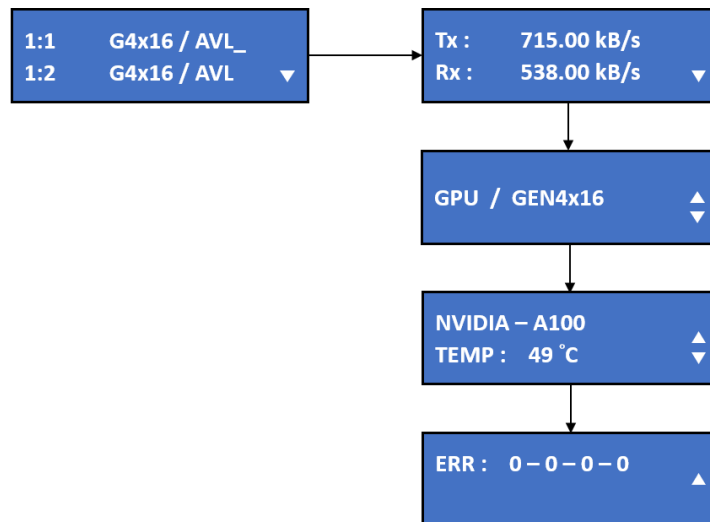 1:1 G4x16 / AVL_
1:2 G4x16 / AVL
Tx : 715.00 kB/s
Rx : 538.00 kB/s
GPU / GEN4x16
NVIDIA – A100
TEMP : 49 °C
ERR : 0 – 0 – 0 – 0